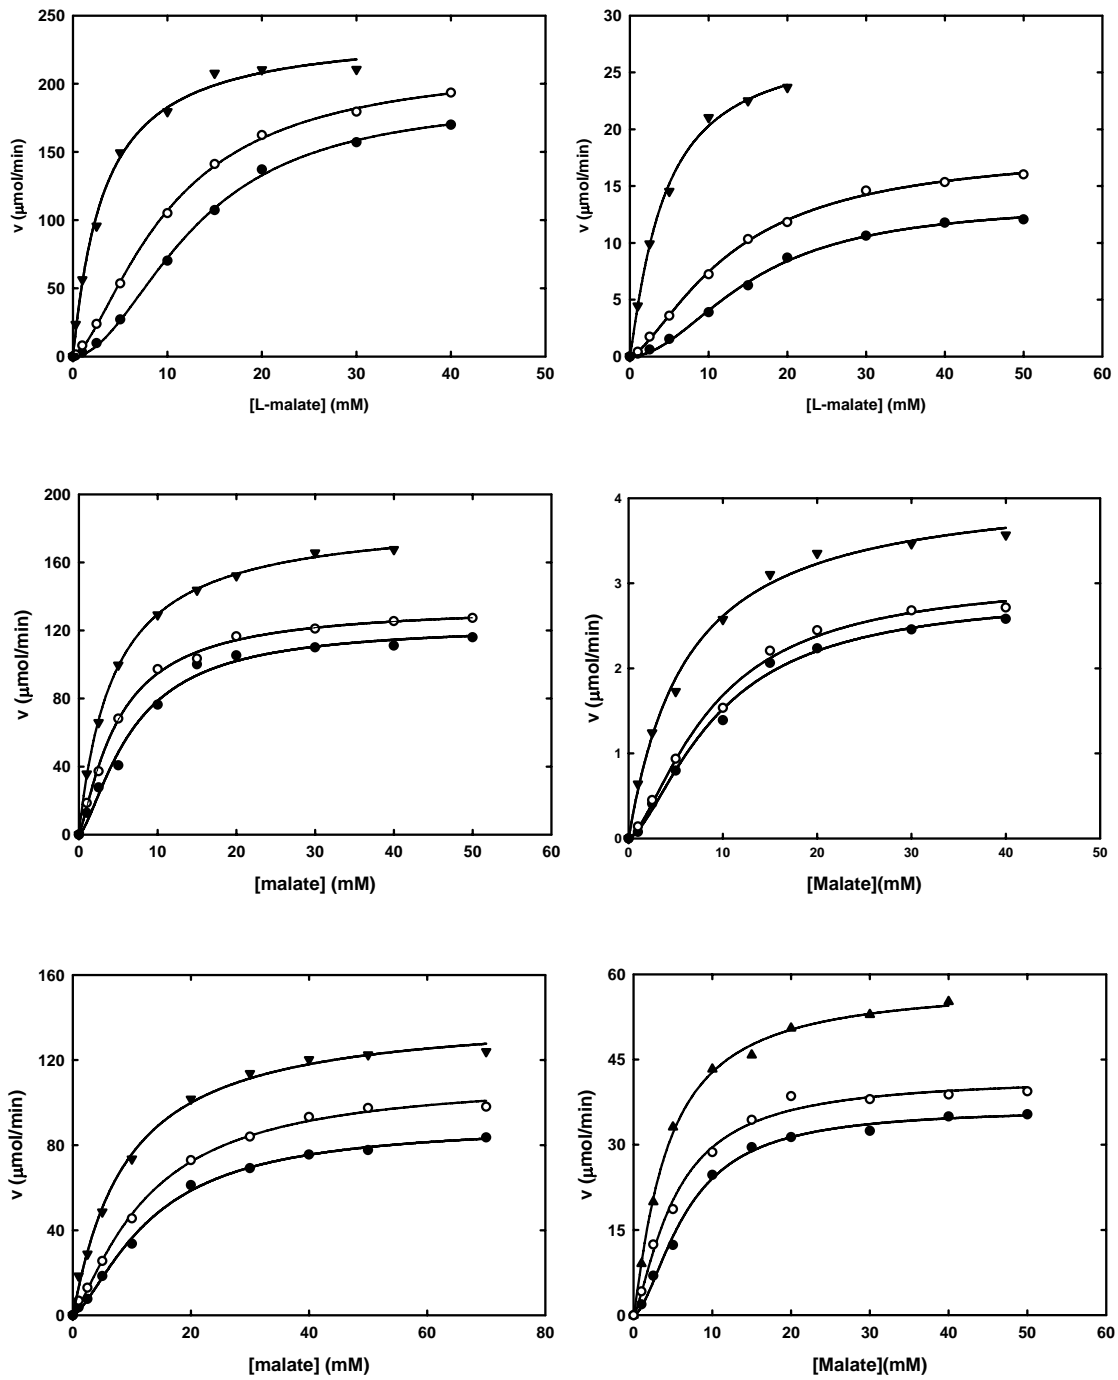 250
200
150
100
50
0
v (µmol/min)
0 10 20 30 40 50
[L-malate] (mM)
30
25
20
15
10
5
0
v (µmol/min)
0 10 20 30 40 50 60
[L-malate] (mM)
200
160
120
80
40
0
v (µmol/min)
0 10 20 30 40 50 60
[malate] (mM)
4
3
2
1
0
v (µmol/min)
0 10 20 30 40 50
[Malate](mM)
160
120
80
40
0
v (µmol/min)
0 20 40 60 80
[malate] (mM)
60
45
30
15
0
v (µmol/min)
0 10 20 30 40 50 60
[Malate](mM)